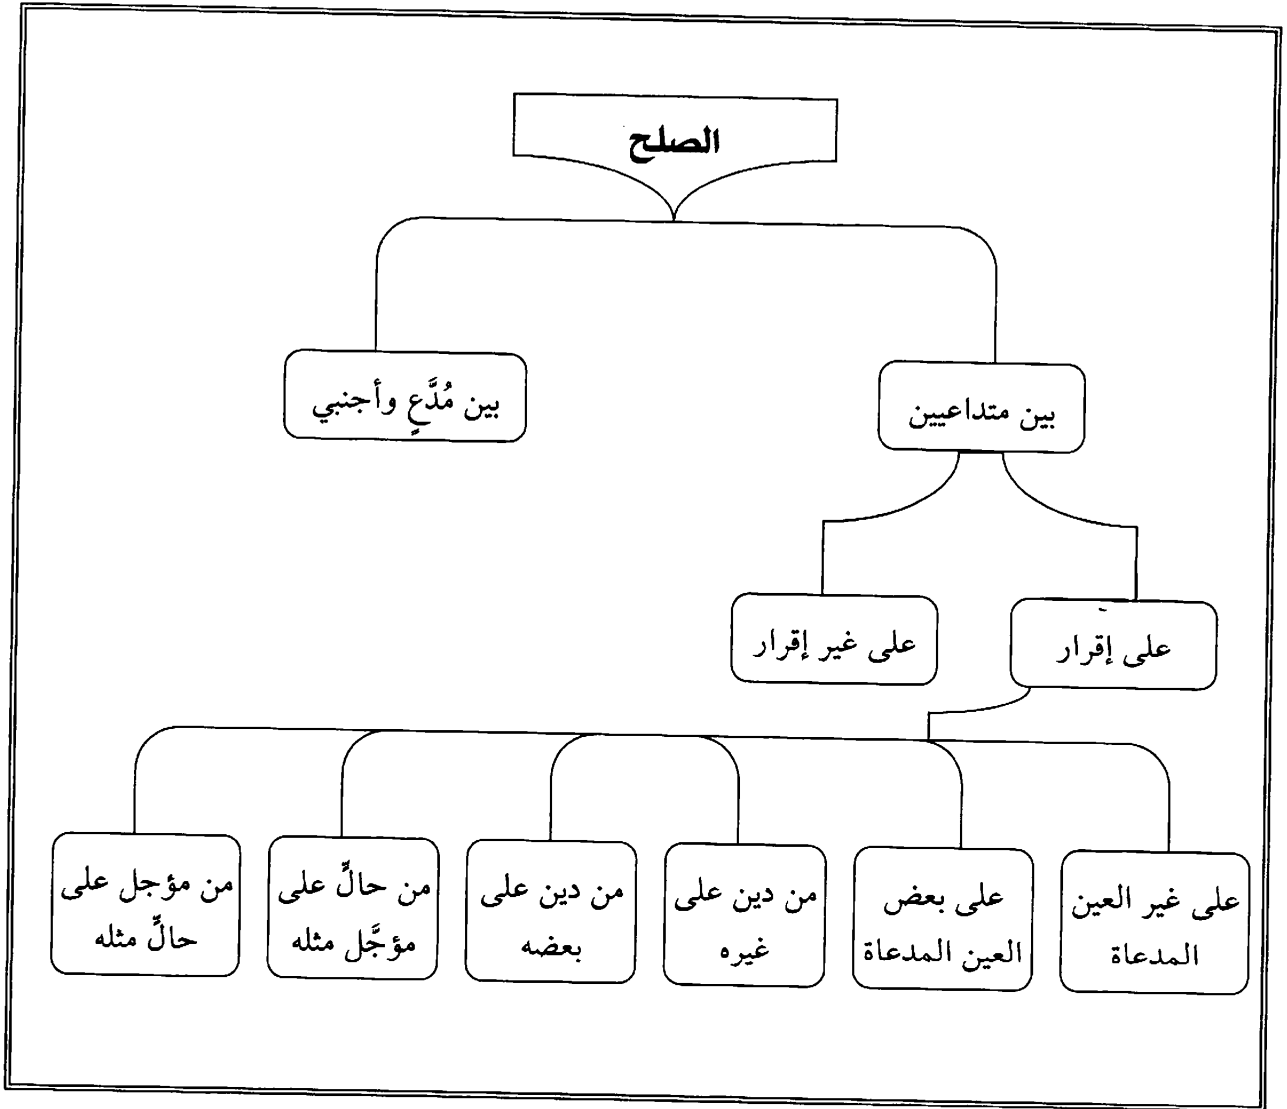 الصلح
بين متداعيين
بين مُدَّعٍ وأجنبي
على إقرار
على غير إقرار
على غير العين
المدعاة
على بعض
العين المدعاة
من دين على
غيره
من دين على
بعضه
من حالٍّ على
مؤجَّل مثله
من مؤجل على
حالٍّ مثله